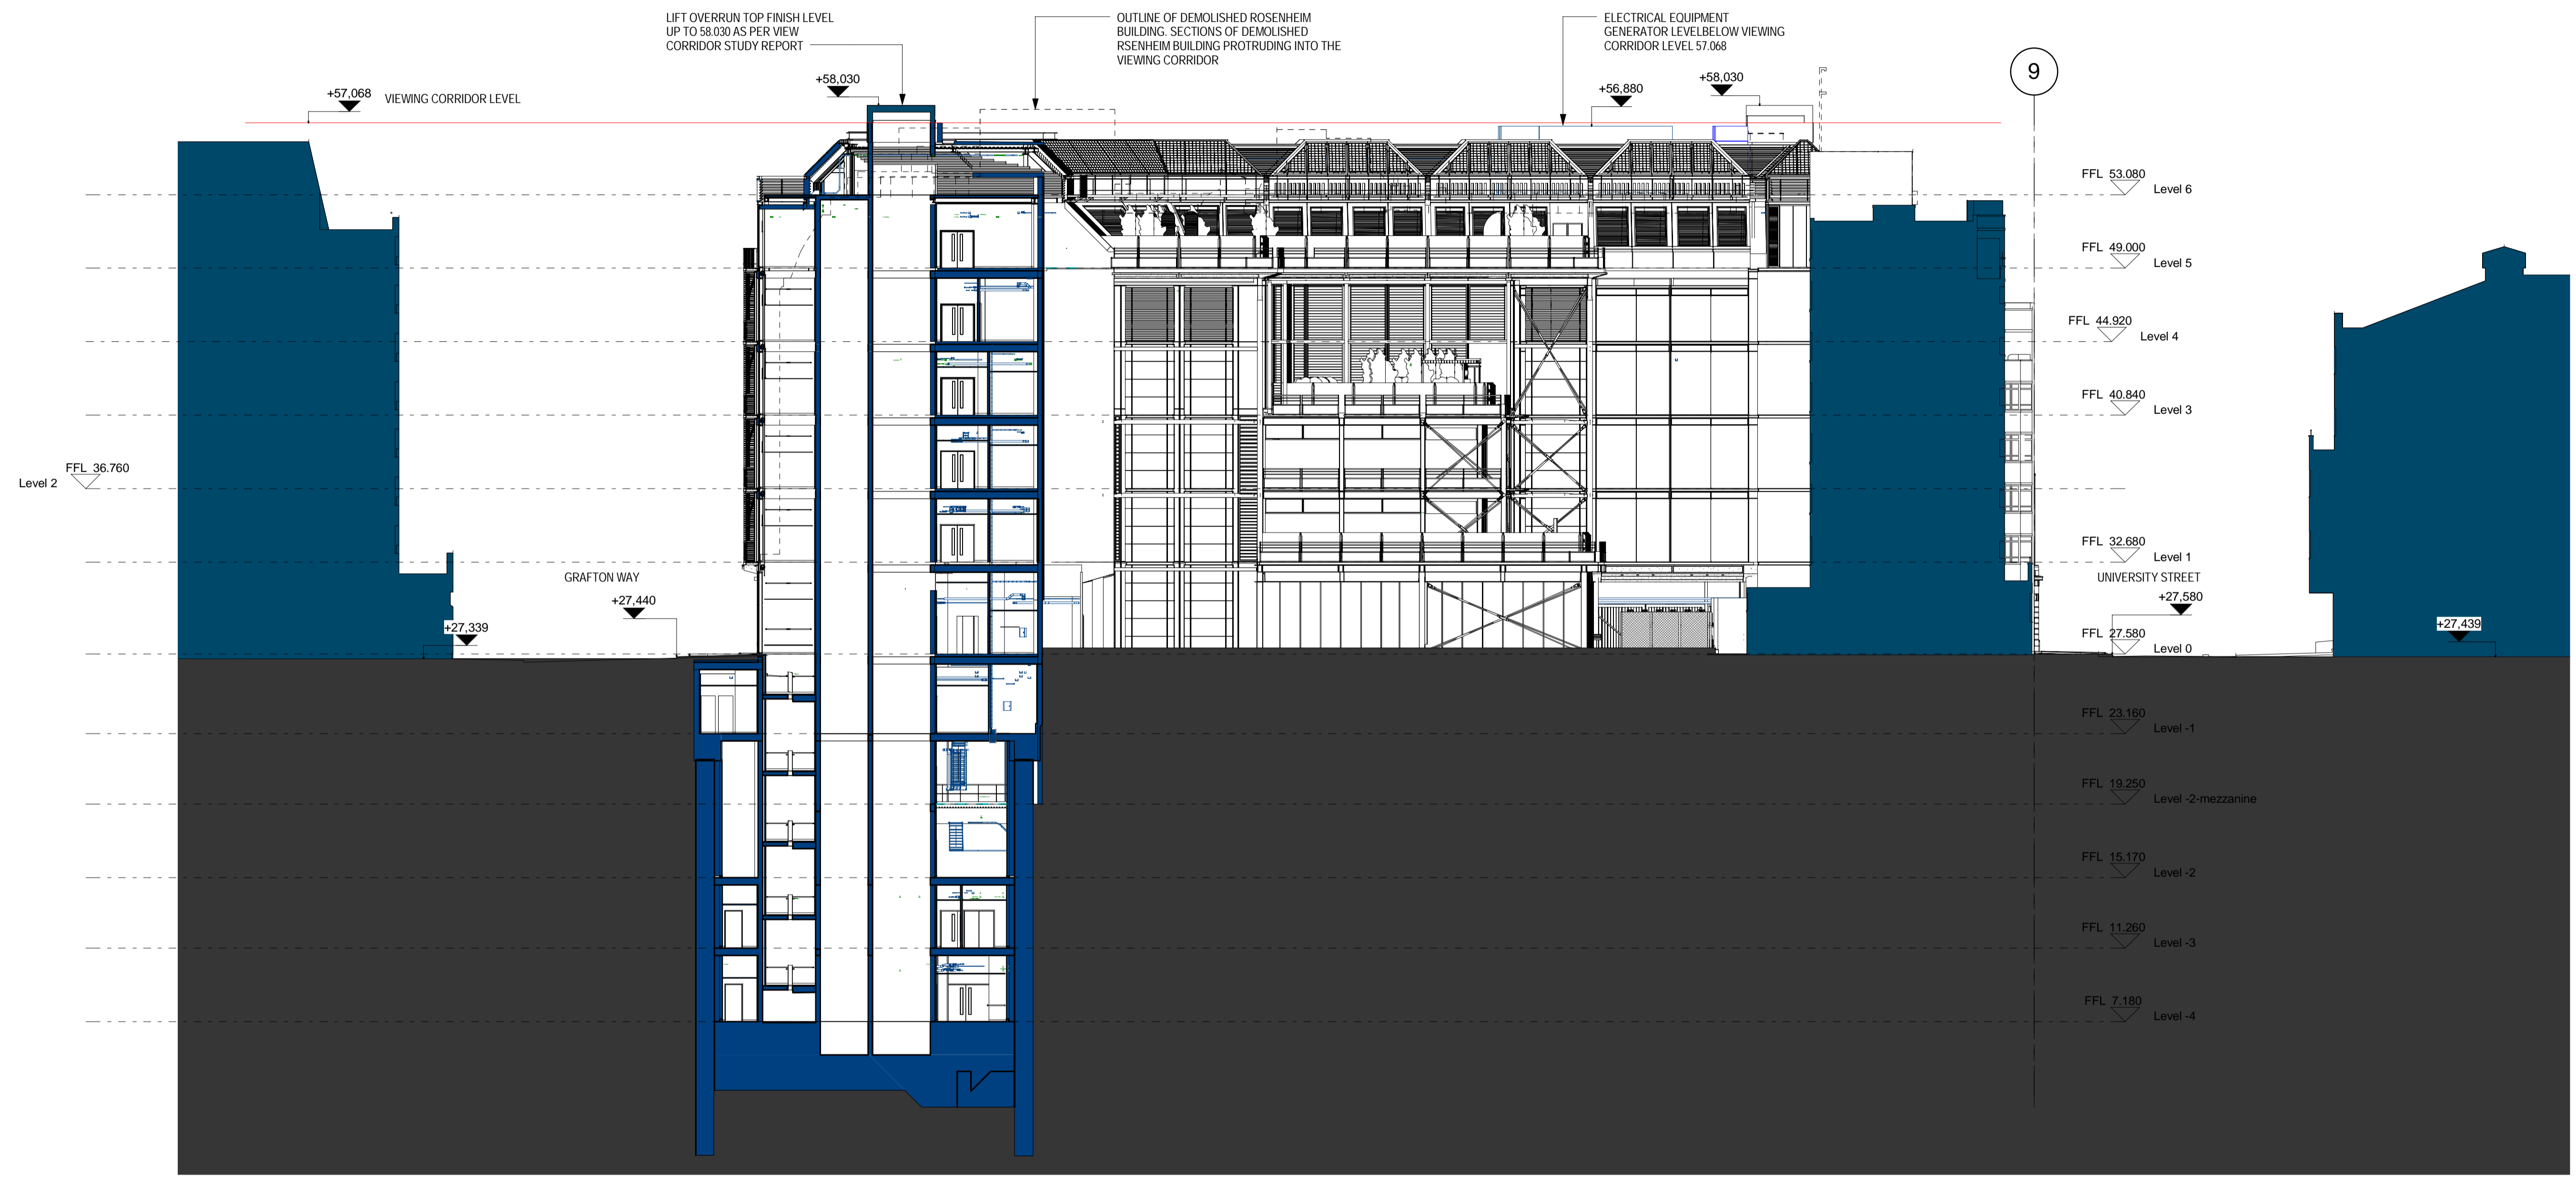 LIFT OVERRUN TOP FINISH LEVEL
UP TO 58.030 AS PER VIEW
CORRIDOR STUDY REPORT
OUTLINE OF DEMOLISHED ROSENHEIM
BUILDING. SECTIONS OF DEMOLISHED
RSENHEIM BUILDING PROTRUDING INTO THE
VIEWING CORRIDOR
ELECTRICAL EQUIPMENT
GENERATOR LEVELBELOW VIEWING
CORRIDOR LEVEL 57.068
9
+57,068
VIEWING CORRIDOR LEVEL
+58,030
+56,880
+58,030
FFL 53.080
Level 6
FFL 49.000
Level 5
FFL 44.920
Level 4
FFL 40.840
Level 3
FFL 36.760
Level 2
FFL 32.680
Level 1
GRAFTON WAY
+27,440
+27,339
UNIVERSITY STREET
+27,580
+27,439
FFL 27.580
Level 0
FFL 23.160
Level -1
FFL 19.250
Level -2-mezzanine
FFL 15.170
Level -2
FFL 11.260
Level -3
FFL 7.180
Level -4